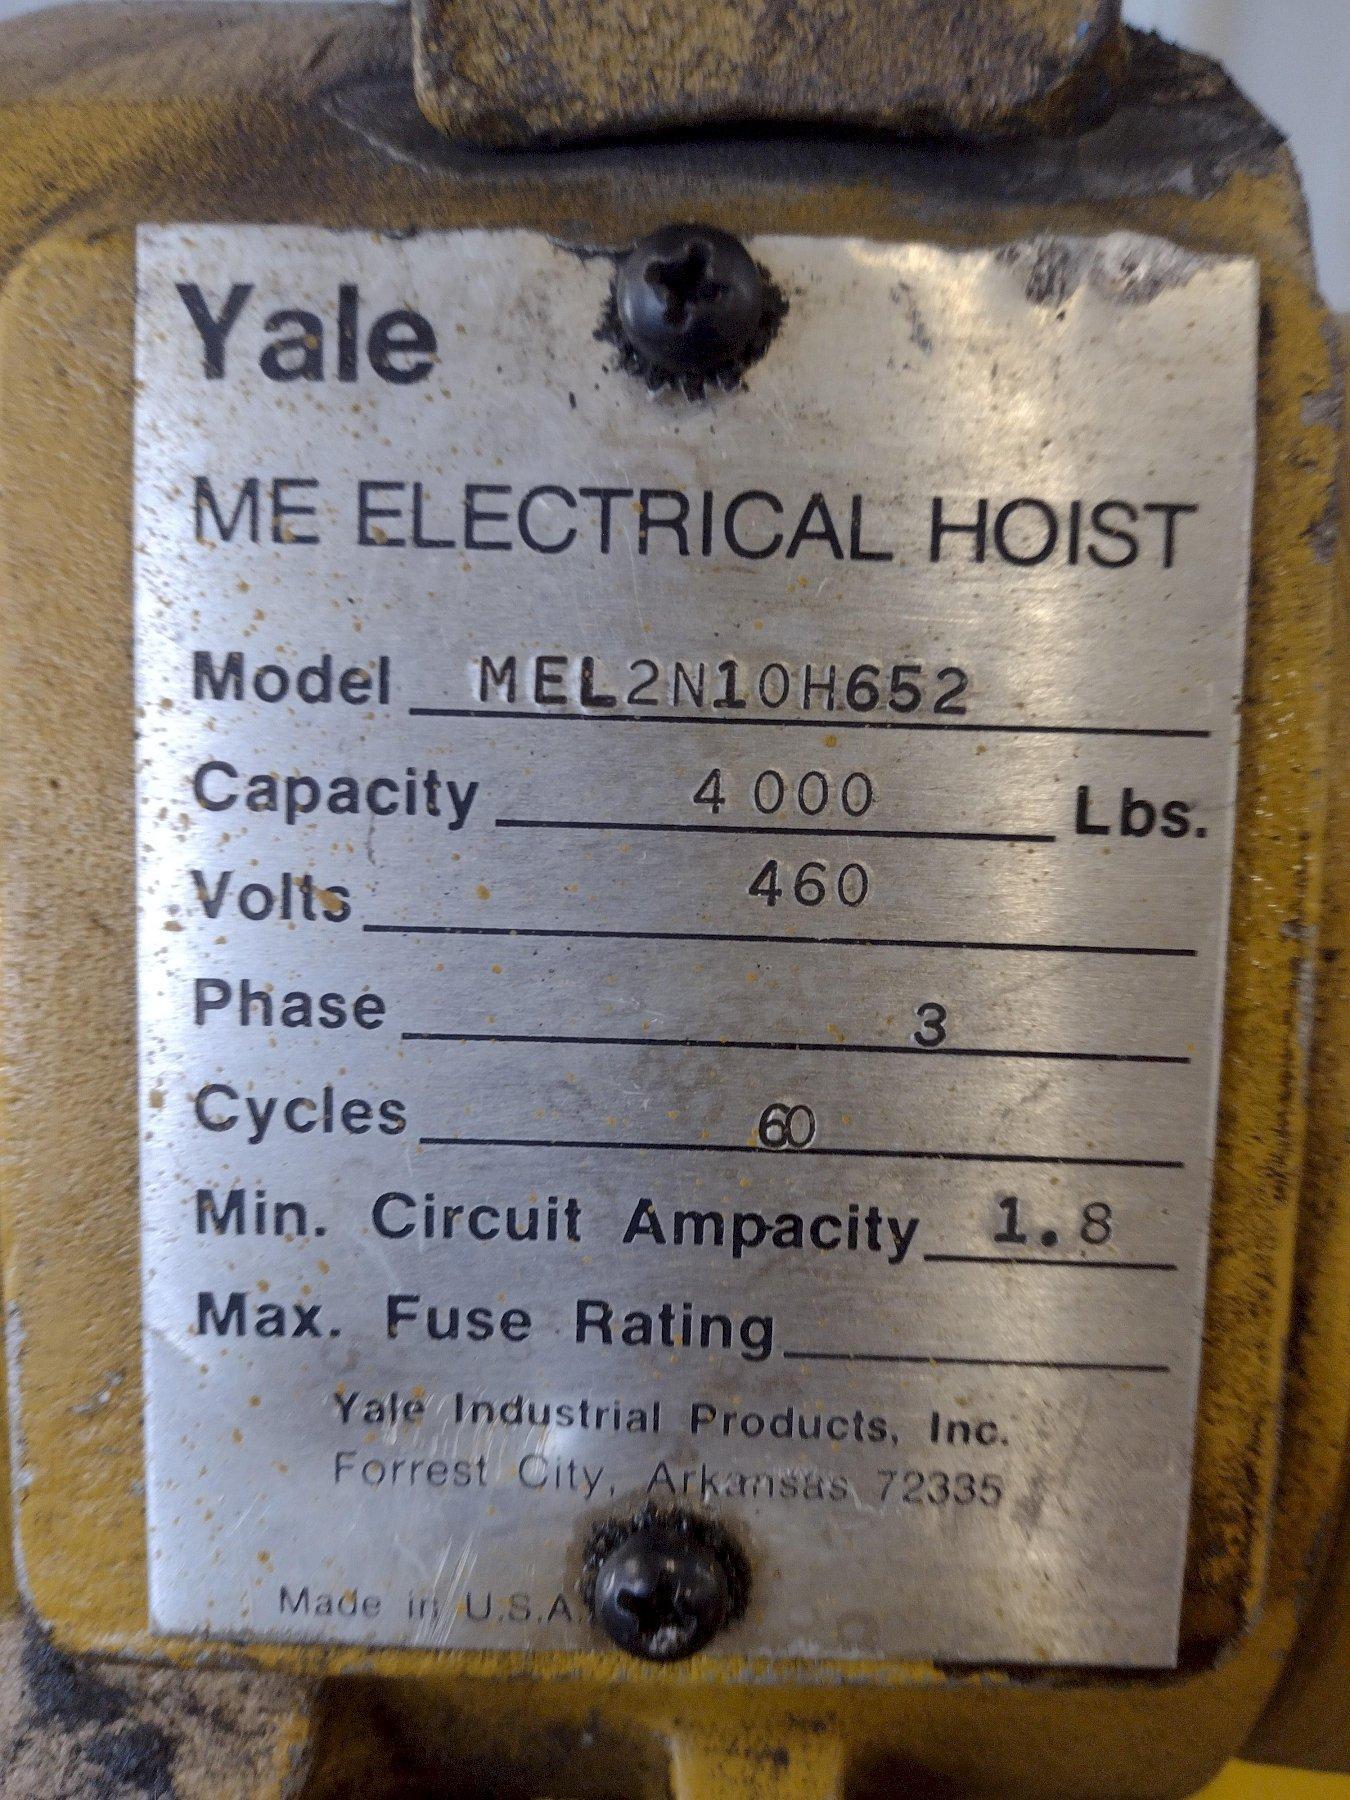 Yale
ME ELECTRICAL HOIST
Model MEL2N10H652
Capacity 4000 Lbs.
Volts 460
Phase 3
Cycles 60
Min. Circuit Ampacity 1.8
Max. Fuse Rating
Yale Industrial Products, Inc.
Forrest City, Arkansas 72335
Made in U.S.A.